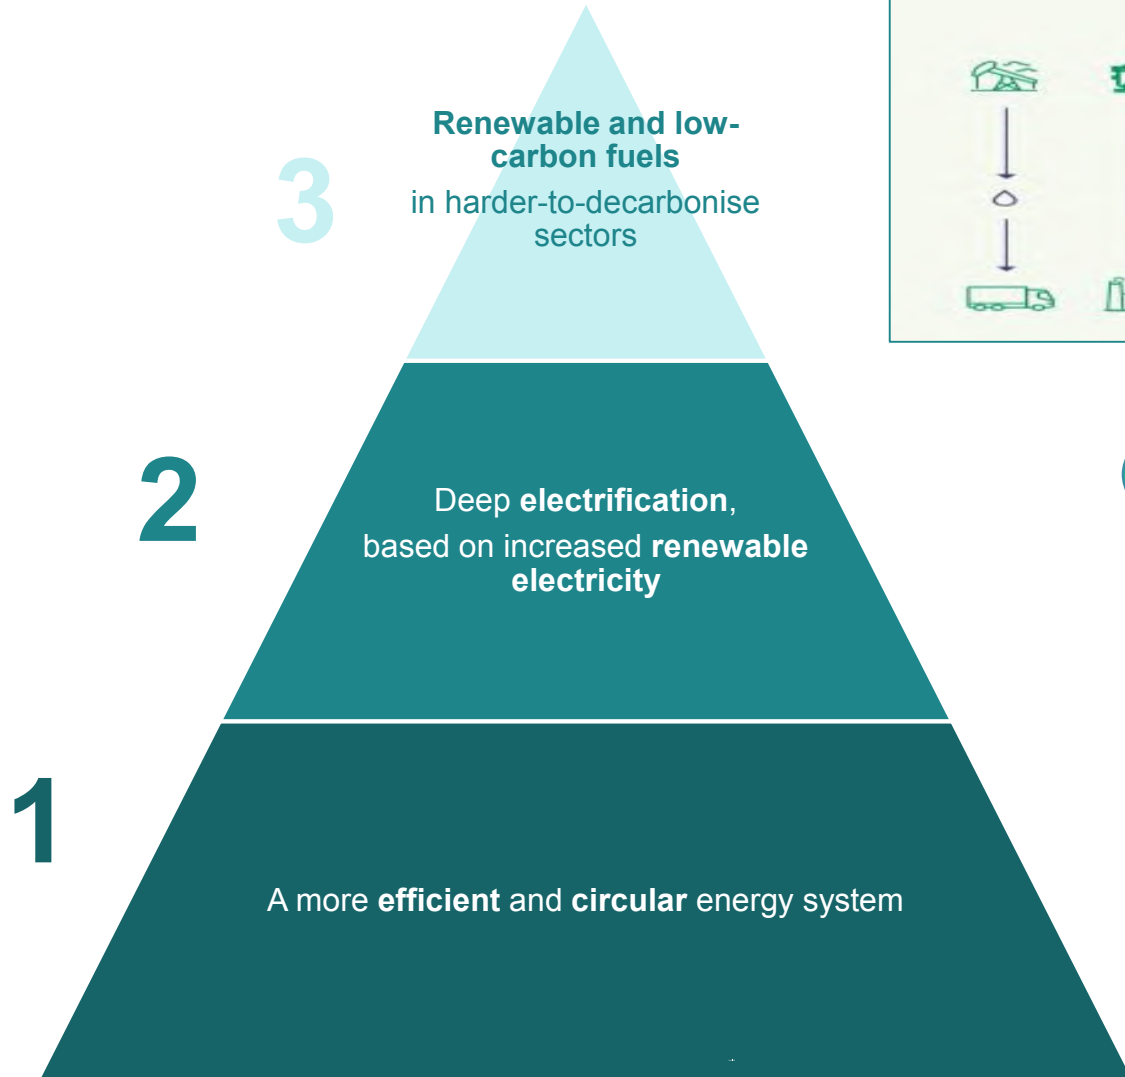 3
Renewable and low-
carbon fuels
in harder-to-decarbonise
sectors
2
Deep electrification,
based on increased renewable
electricity
1
A more efficient and circular energy system